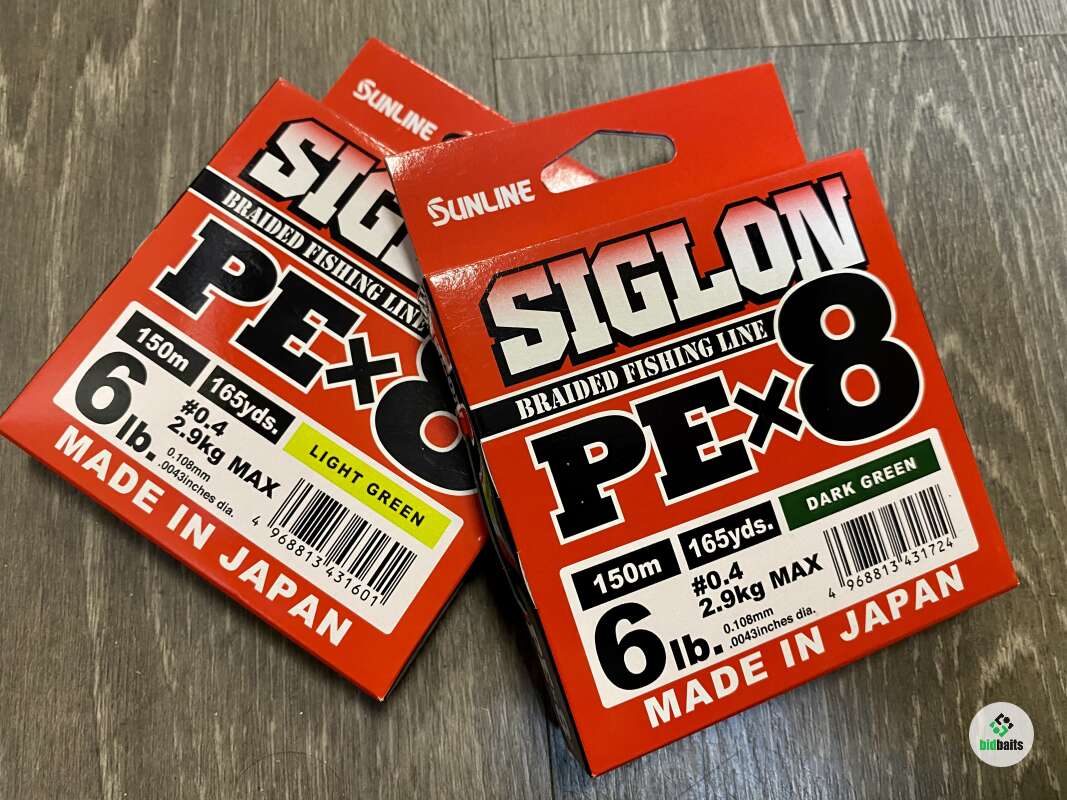 SUNLINE
SIGL
BRAIDED FISHING LINE
PE×8
150m
165yds.
6lb.
#0.4
2.9kg MAX
0.108mm
.0043inches dia.
LIGHT GREEN
4 968813 431601
MADE IN JAPAN
SUNLINE
SIGLON
BRAIDED FISHING LINE
PE×8
150m
165yds.
6lb.
#0.4
2.9kg MAX
0.108mm
.0043inches dia.
DARK GREEN
4 968813 431724
MADE IN JAPAN
bidbaits